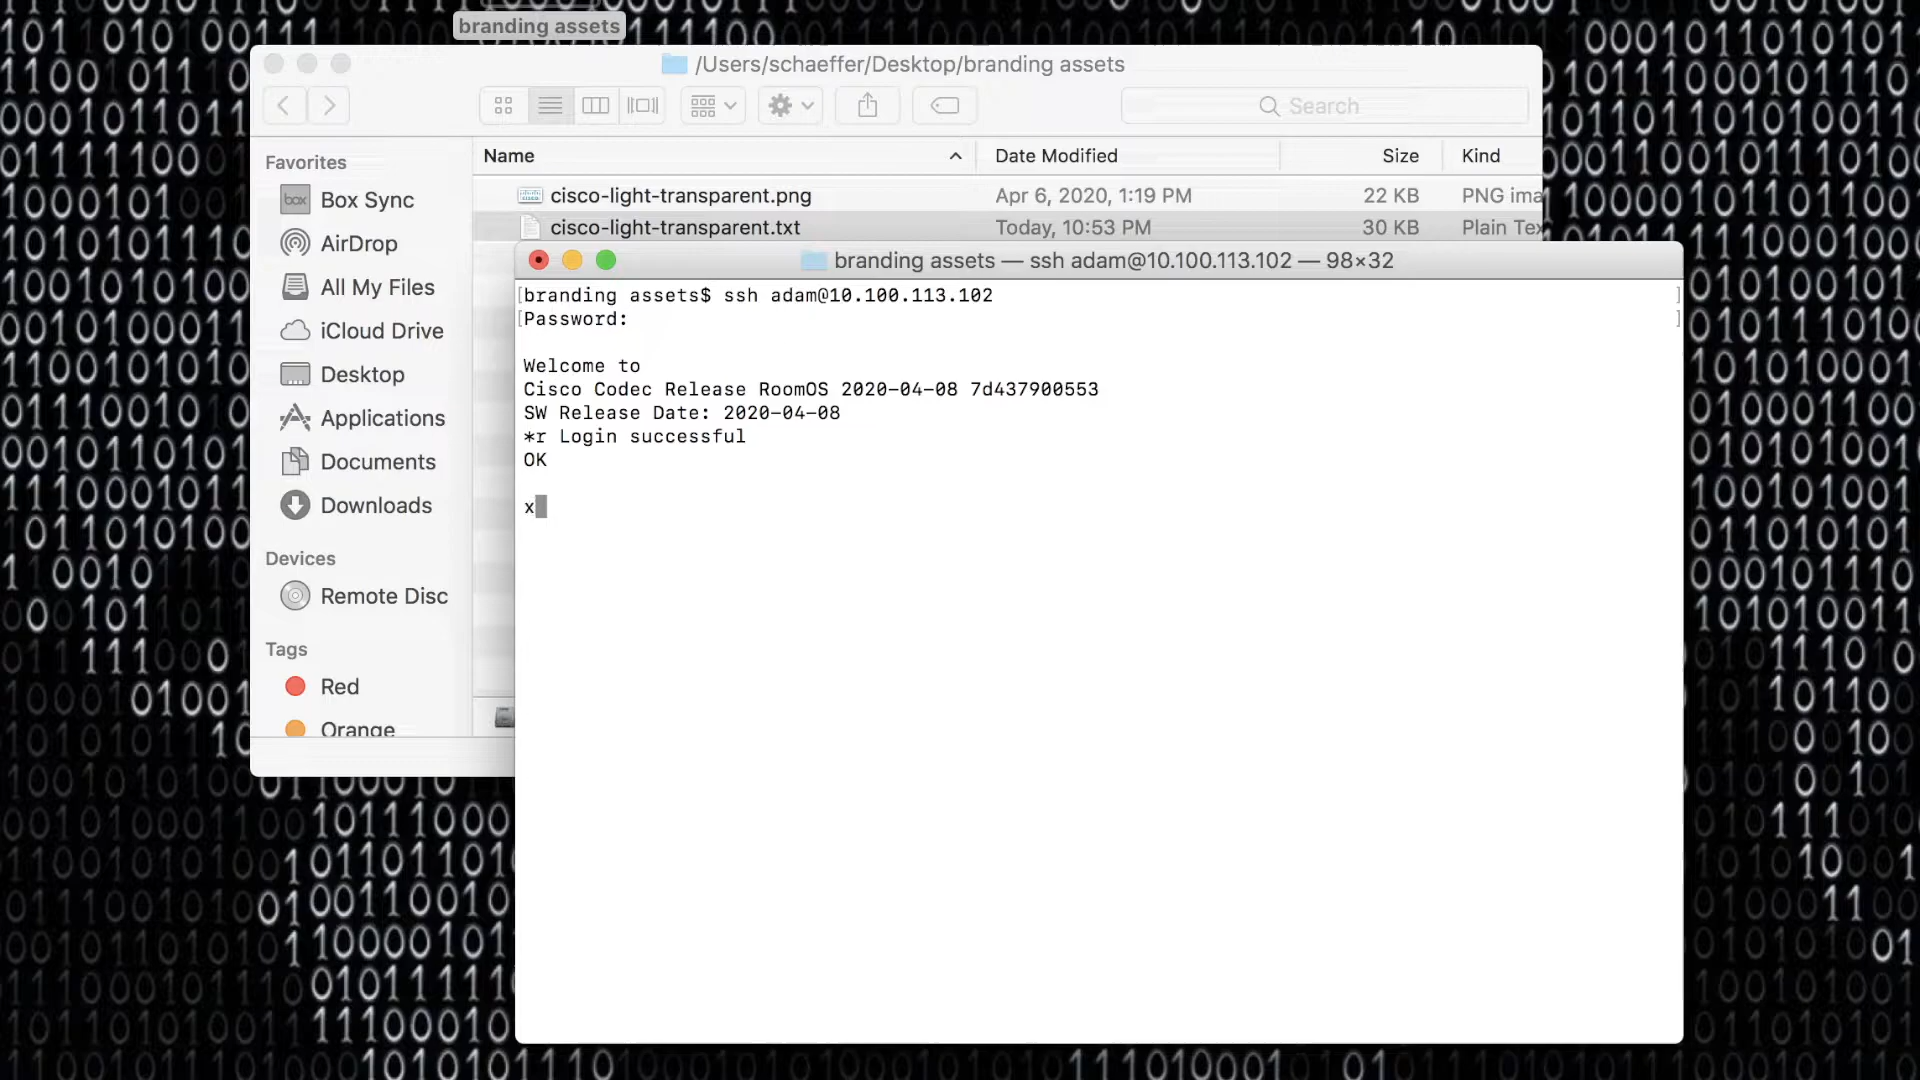 branding assets
/Users/schaeffer/Desktop/branding assets
Search
Favorites
Box Sync
AirDrop
All My Files
iCloud Drive
Desktop
Applications
Documents
Downloads
Devices
Remote Disc
Tags
Red
Orange
Name
Date Modified
Size
Kind
cisco-light-transparent.png
Apr 6, 2020, 1:19 PM
22 KB
PNG ima
cisco-light-transparent.txt
Today, 10:53 PM
30 KB
Plain Tex
branding assets — ssh adam@10.100.113.102 — 98×32
[branding assets$ ssh adam@10.100.113.102 ]
[Password: ]
Welcome to
Cisco Codec Release RoomOS 2020-04-08 7d437900553
SW Release Date: 2020-04-08
*r Login successful
OK
x